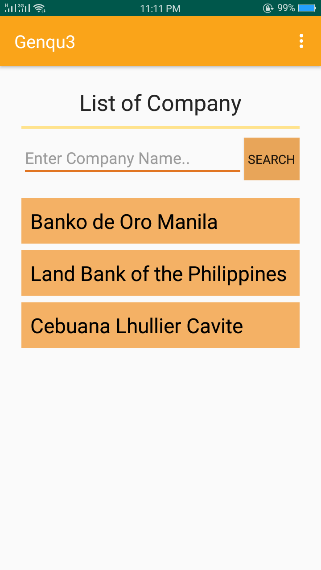 11:11 PM
99%
Genqu3
List of Company
Enter Company Name..
SEARCH
Banko de Oro Manila
Land Bank of the Philippines
Cebuana Lhullier Cavite